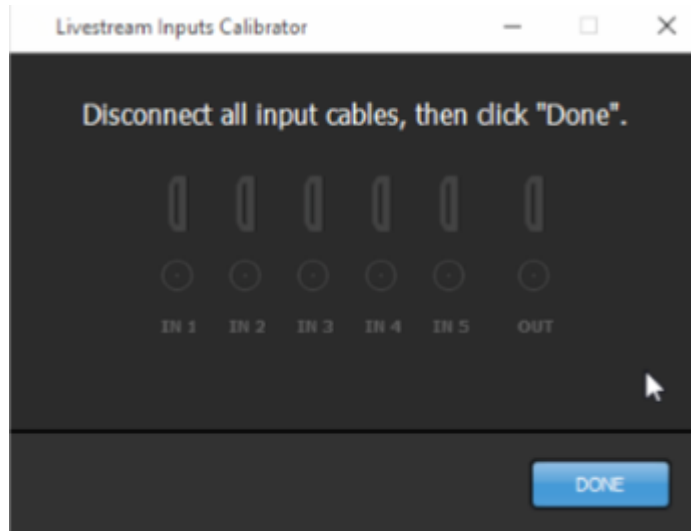 Livestream Inputs Calibrator
Disconnect all input cables, then click "Done".
IN 1 IN 2 IN 3 IN 4 IN 5 OUT
DONE